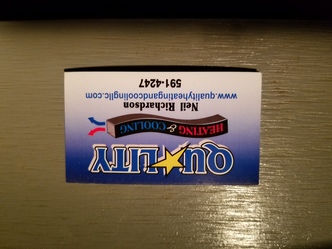 QUALITY
HEATING & COOLING
Neil Richardson
www.qualityheatingandcoolingllc.com
591-4247